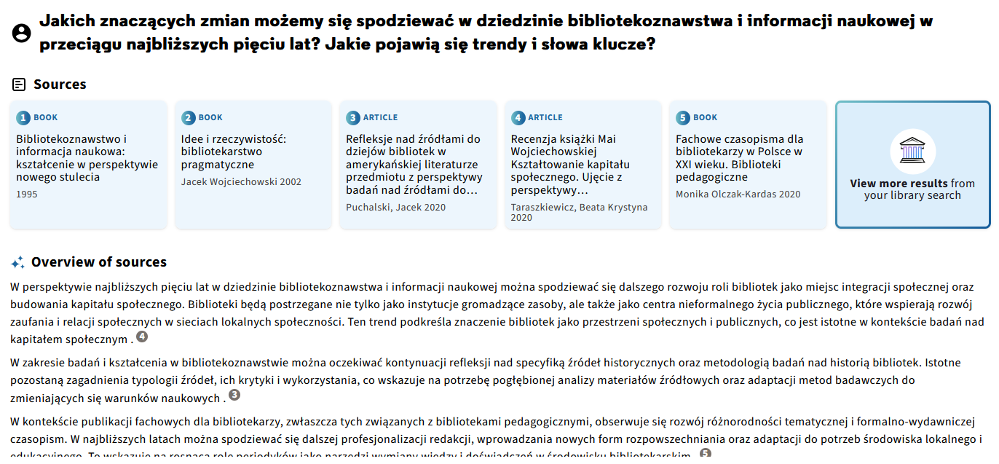 Jakich znaczących zmian możemy się spodziewać w dziedzinie bibliotekoznawstwa i informacji naukowej w
przeciągu najbliższych pięciu lat? Jakie pojawią się trendy i słowa klucze?
Sources
1 BOOK
Bibliotekoznawstwo i
informacja naukowa:
kształcenie w perspektywie
nowego stulecia
1995
2 BOOK
Idee i rzeczywistość:
bibliotekarstwo
pragmatyczne
Jacek Wojciechowski 2002
3 ARTICLE
Refleksje nad źródłami do
dziejów bibliotek w
amerykańskiej literaturze
przedmiotu z perspektywy
badań nad źródłami do...
Puchalski, Jacek 2020
4 ARTICLE
Recenzja książki Mai
Wojciechowskiej
Kształtowanie kapitału
społecznego. Ujęcie z
perspektywy...
Taraszkiewicz, Beata Krystyna
2020
5 BOOK
Fachowe czasopisma dla
bibliotekarzy w Polsce w
XXI wieku. Biblioteki
pedagogiczne
Monika Olczak-Kardas 2020
View more results from
your library search
Overview of sources
W perspektywie najbliższych pięciu lat w dziedzinie bibliotekoznawstwa i informacji naukowej można spodziewać się dalszego rozwoju roli bibliotek jako miejsc integracji społecznej oraz
budowania kapitału społecznego. Biblioteki będą postrzegane nie tylko jako instytucje gromadzące zasoby, ale także jako centra nieformalnego życia publicznego, które wspierają rozwój
zaufania i relacji społecznych w sieciach lokalnych społeczności. Ten trend podkreśla znaczenie bibliotek jako przestrzeni społecznych i publicznych, co jest istotne w kontekście badań nad
kapitałem społecznym . 4
W zakresie badań i kształcenia w bibliotekoznawstwie można oczekiwać kontynuacji refleksji nad specyfiką źródeł historycznych oraz metodologią badań nad historią bibliotek. Istotne
pozostaną zagadnienia typologii źródeł, ich krytyki i wykorzystania, co wskazuje na potrzebę pogłębionej analizy materiałów źródłowych oraz adaptacji metod badawczych do
zmieniających się warunków naukowych . 3
W kontekście publikacji fachowych dla bibliotekarzy, zwłaszcza tych związanych z bibliotekami pedagogicznymi, obserwuje się rozwój różnorodności tematycznej i formalno-wydawniczej
czasopism. W najbliższych latach można spodziewać się dalszej profesjonalizacji redakcji, wprowadzania nowych form rozpowszechniania oraz adaptacji do potrzeb środowiska lokalnego i
edukacyjnego. To wskazuje na rosnącą rolę periodyków jako narzędzi wymiany wiedzy i doświadczeń w środowisku bibliotekarskim . 5